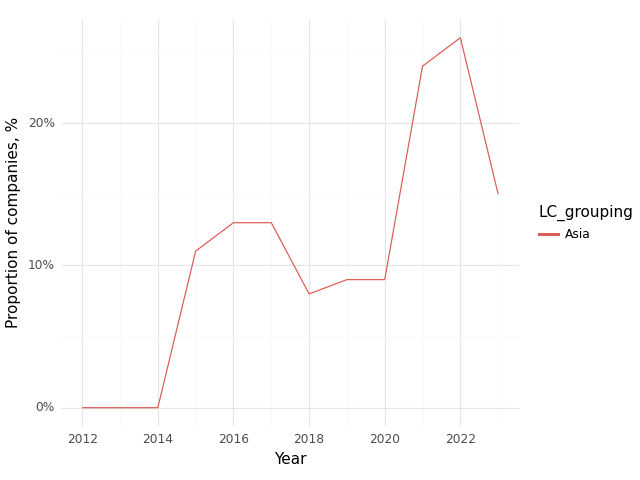 20%
10%
0%
2012 2014 2016 2018 2020 2022
Year
Proportion of companies, %
LC_grouping
Asia